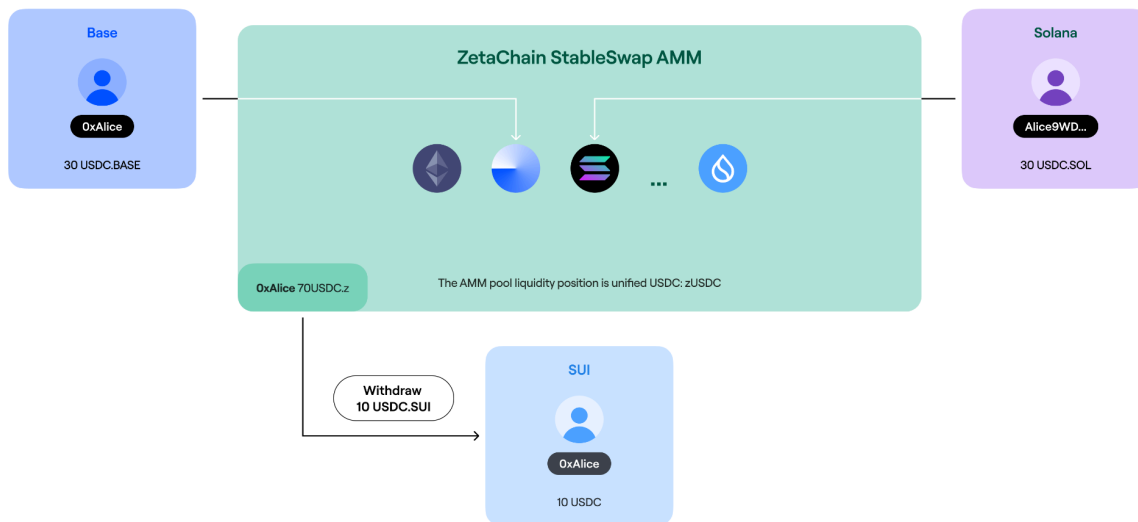 Base
0xAlice
30 USDC.BASE
ZetaChain StableSwap AMM
...
0xAlice 70USDC.z
The AMM pool liquidity position is unified USDC: zUSDC
Solana
Alice9WD...
30 USDC.SOL
Withdraw
10 USDC.SUI
SUI
0xAlice
10 USDC